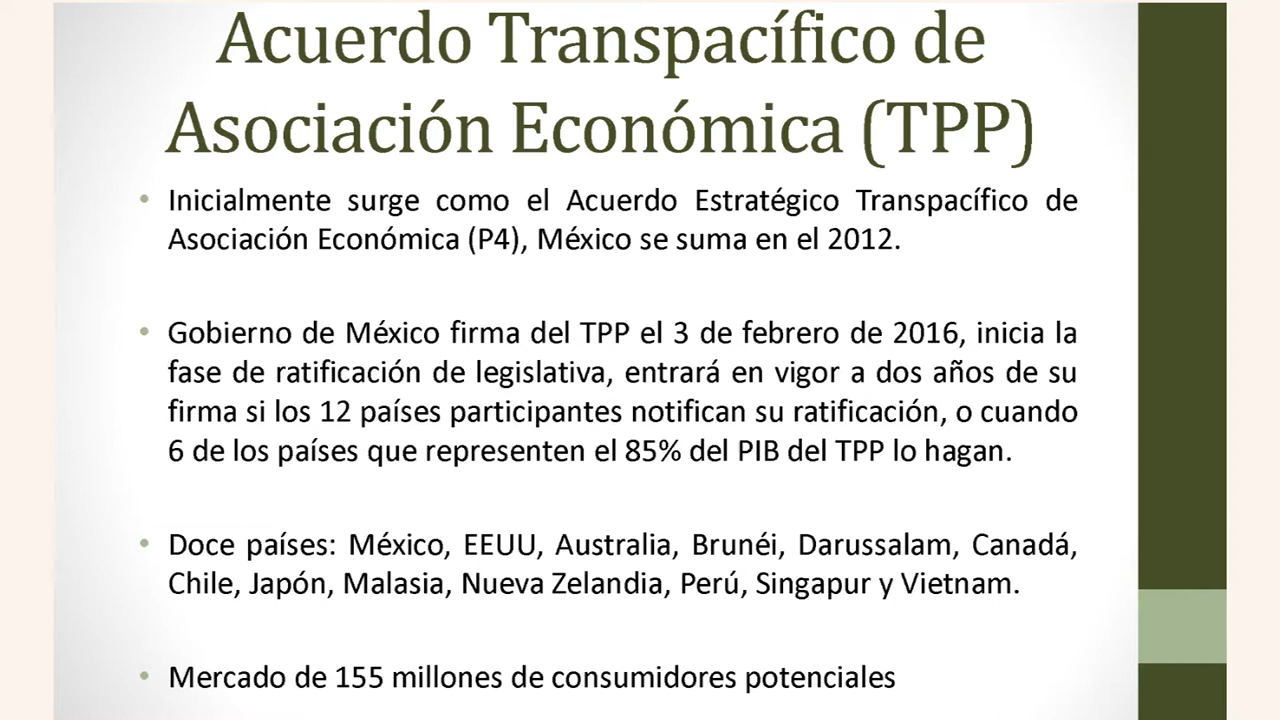 Acuerdo Transpacífico de
Asociación Económica (TPP)
• Inicialmente surge como el Acuerdo Estratégico Transpacífico de
Asociación Económica (P4), México se suma en el 2012.
• Gobierno de México firma del TPP el 3 de febrero de 2016, inicia la
fase de ratificación de legislativa, entrará en vigor a dos años de su
firma si los 12 países participantes notifican su ratificación, o cuando
6 de los países que representen el 85% del PIB del TPP lo hagan.
• Doce países: México, EEUU, Australia, Brunéi, Darussalam, Canadá,
Chile, Japón, Malasia, Nueva Zelandia, Perú, Singapur y Vietnam.
• Mercado de 155 millones de consumidores potenciales